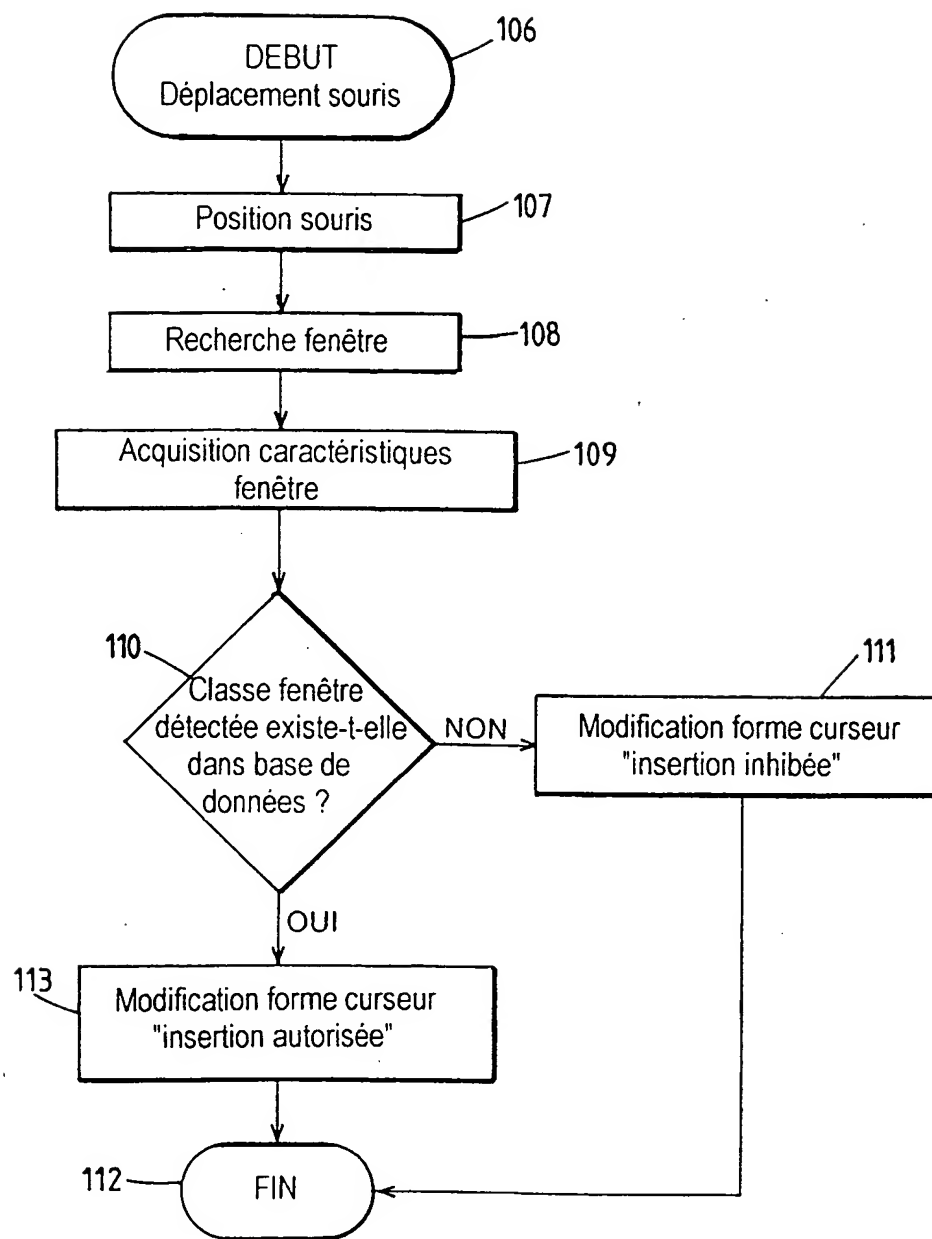 106
DEBUT
Déplacement souris
Position souris
107
Recherche fenêtre
108
Acquisition caractéristiques
fenêtre
109
110
Classe fenêtre
détectée existe-t-elle
dans base de
données ?
NON
111
Modification forme curseur
"insertion inhibée"
OUI
113
Modification forme curseur
"insertion autorisée"
112
FIN